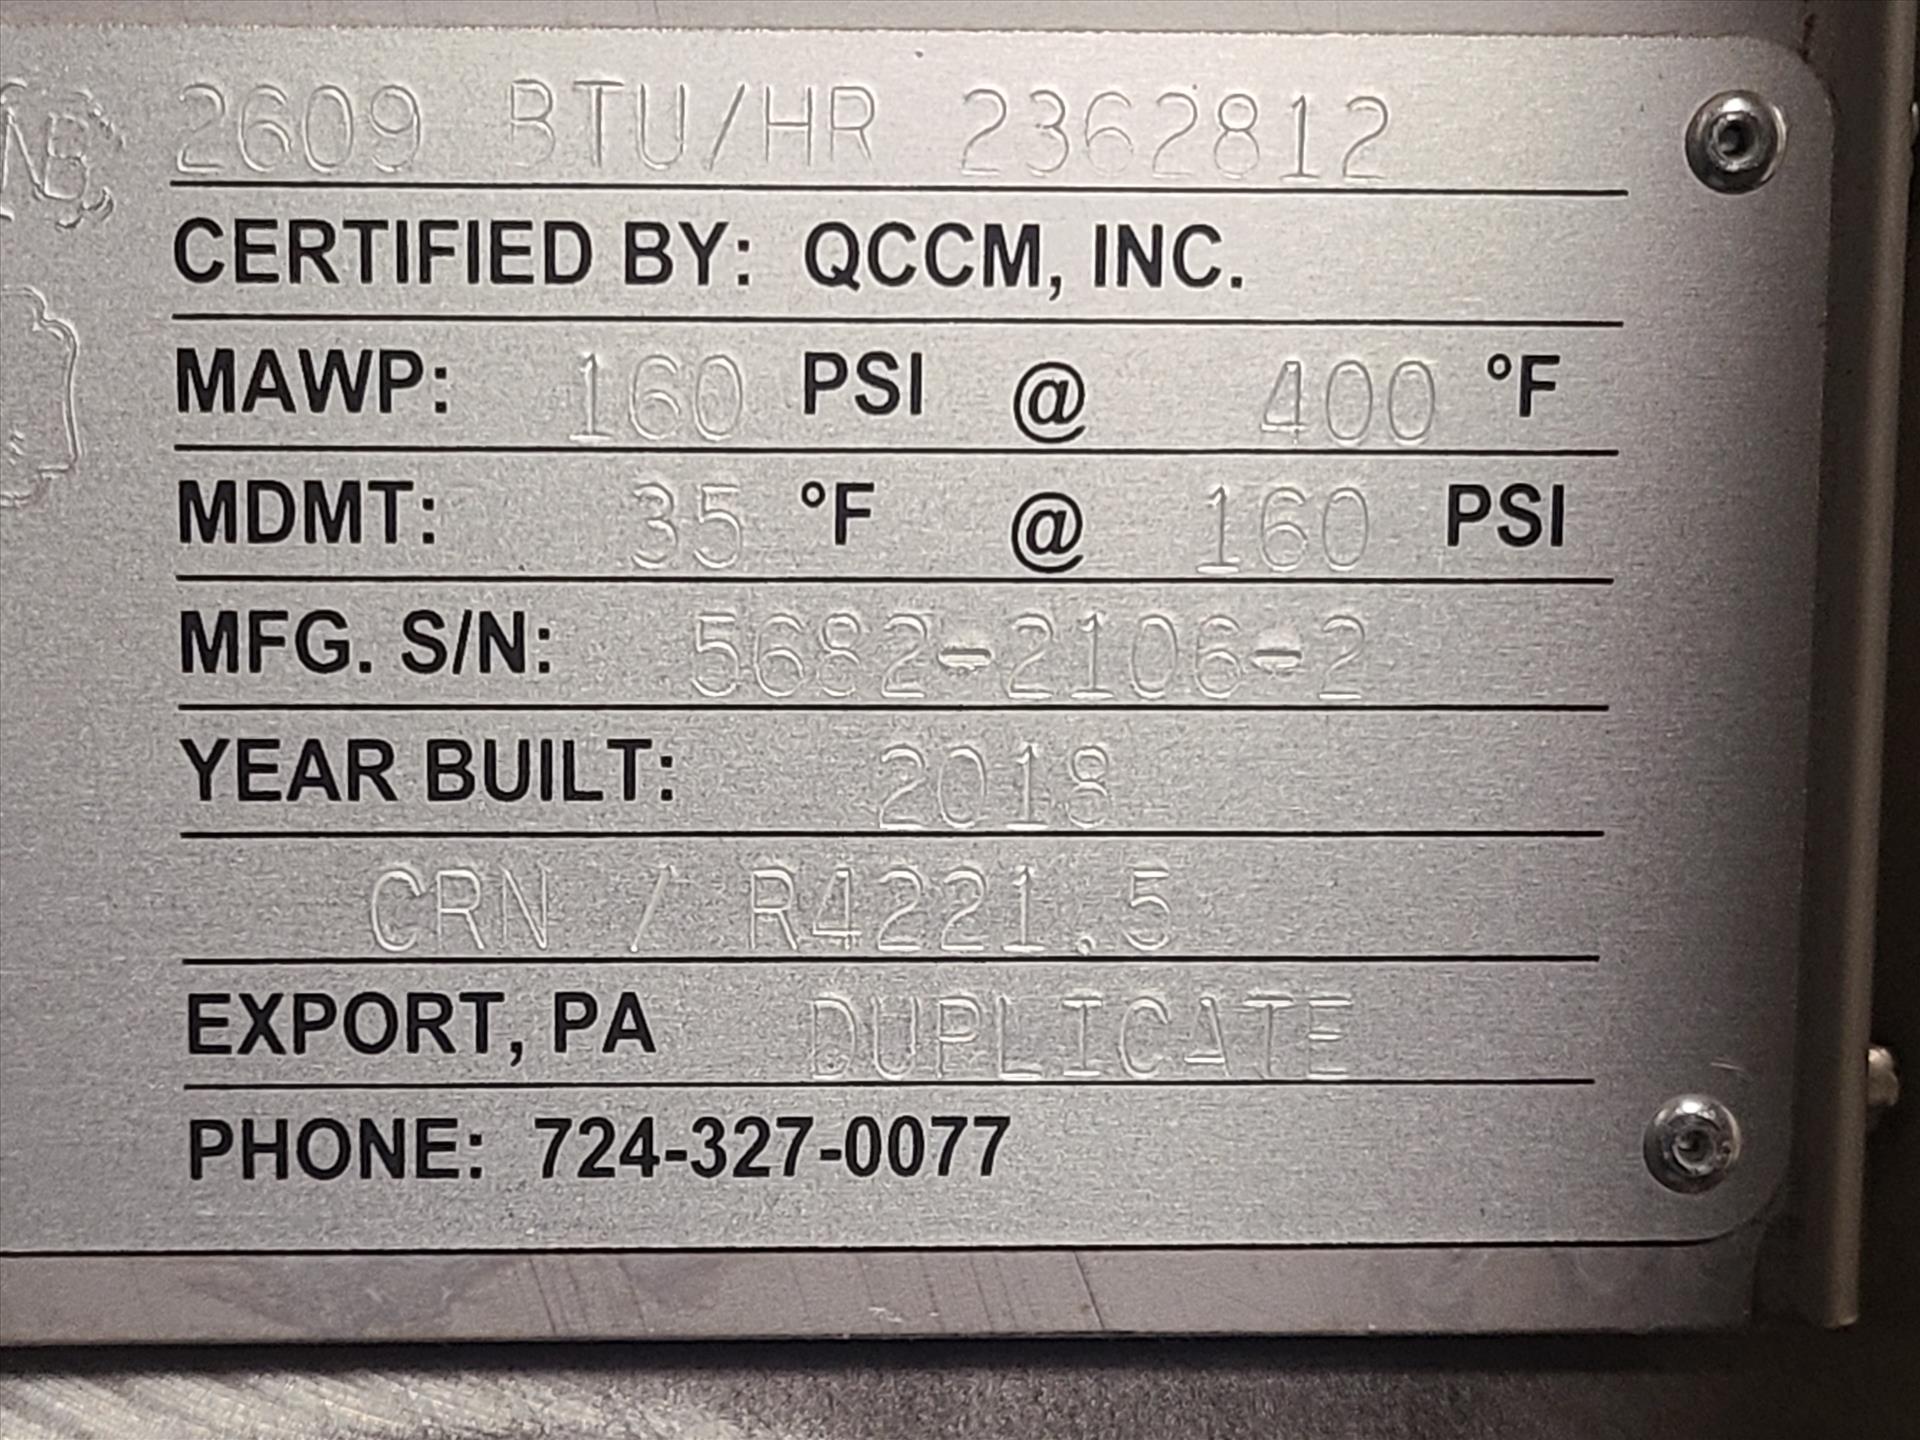 NB 2609 BTU/HR 2362812
CERTIFIED BY: QCCM, INC.
MAWP: 160 PSI @ 400 °F
MDMT: 35 °F @ 160 PSI
MFG. S/N: 5682-2106-2
YEAR BUILT: 2018
CRN / R4221.5
EXPORT, PA DUPLICATE
PHONE: 724-327-0077